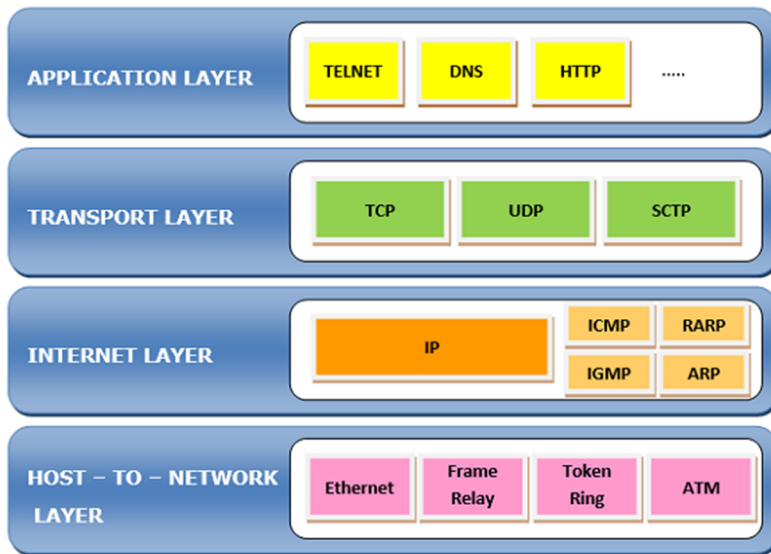 APPLICATION LAYER
TELNET
DNS
HTTP
.....
TRANSPORT LAYER
TCP
UDP
SCTP
INTERNET LAYER
IP
ICMP
RARP
IGMP
ARP
HOST – TO – NETWORK
LAYER
Ethernet
Frame
Relay
Token
Ring
ATM